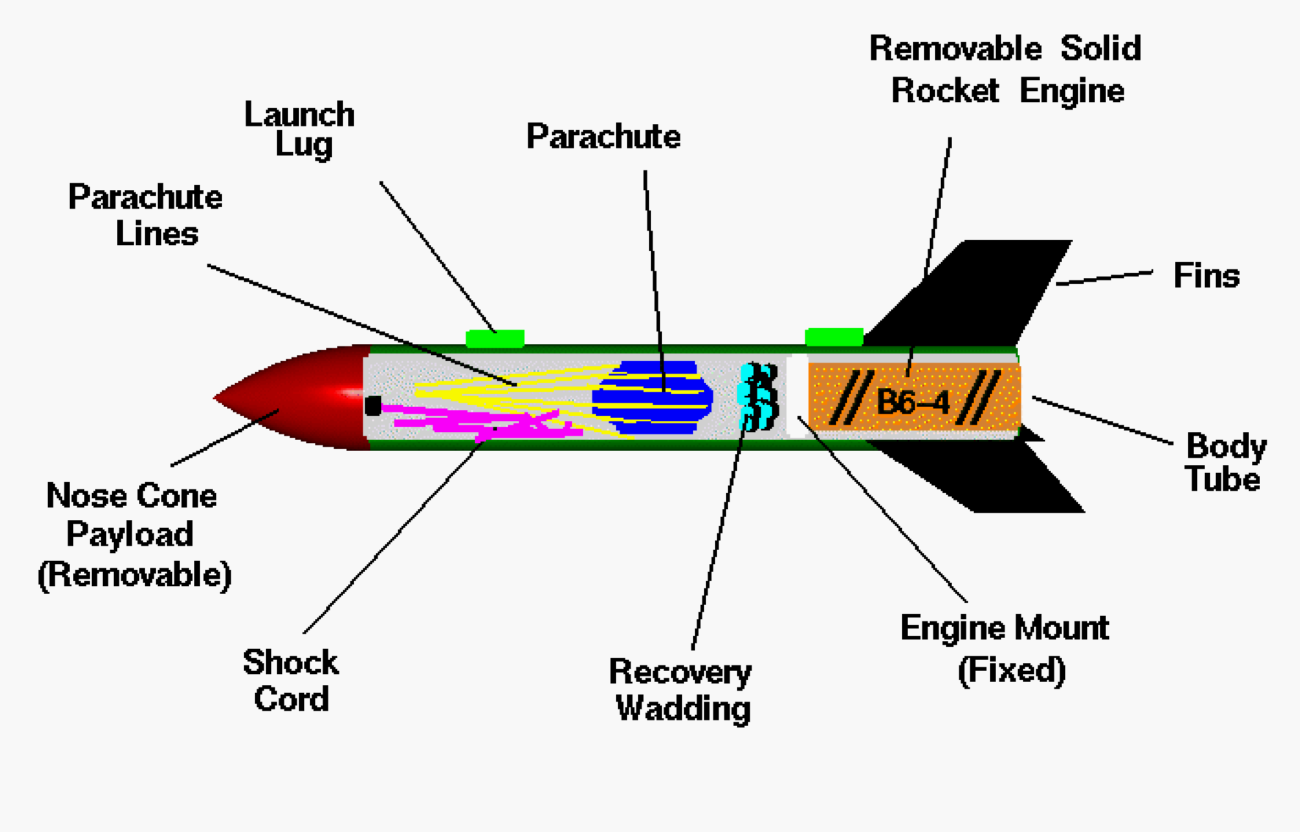 Removable Solid
Rocket Engine
Launch
Lug
Parachute
Parachute
Lines
Fins
// B6-4 //
Body
Tube
Nose Cone
Payload
(Removable)
Engine Mount
(Fixed)
Shock
Cord
Recovery
Wadding